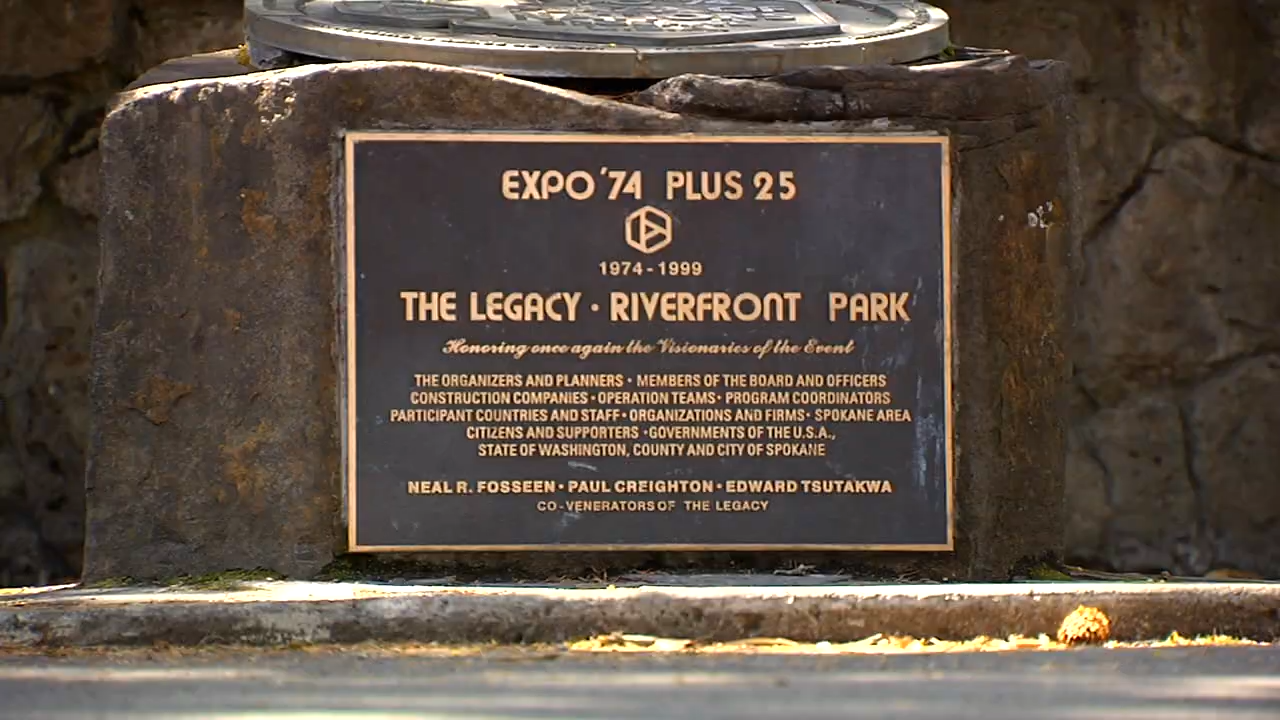 EXPO '74 PLUS 25
1974-1999
THE LEGACY · RIVERFRONT PARK
Honoring once again the Visionaries of the Event
THE ORGANIZERS AND PLANNERS · MEMBERS OF THE BOARD AND OFFICERS
CONSTRUCTION COMPANIES · OPERATION TEAMS · PROGRAM COORDINATORS
PARTICIPANT COUNTRIES AND STAFF · ORGANIZATIONS AND FIRMS · SPOKANE AREA
CITIZENS AND SUPPORTERS · GOVERNMENTS OF THE U.S.A.,
STATE OF WASHINGTON, COUNTY AND CITY OF SPOKANE
NEAL R. FOSSEEN · PAUL CREIGHTON · EDWARD TSUTAKWA
CO-VENERATORS OF THE LEGACY